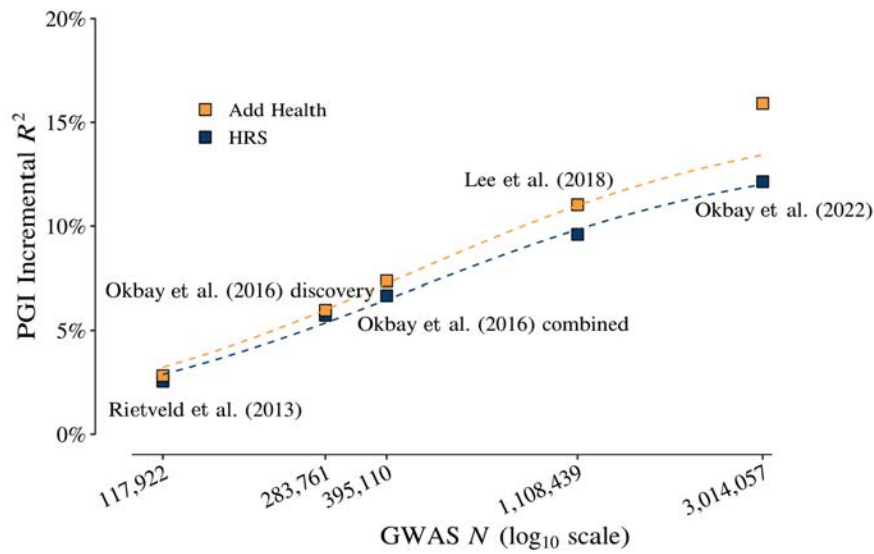 20%
15%
10%
5%
0%
PGI Incremental R²
Add Health
HRS
Lee et al. (2018)
Okbay et al. (2022)
Okbay et al. (2016) discovery
Okbay et al. (2016) combined
Rietveld et al. (2013)
117,922
283,761
395,110
1,108,439
3,014,057
GWAS N (log₁₀ scale)